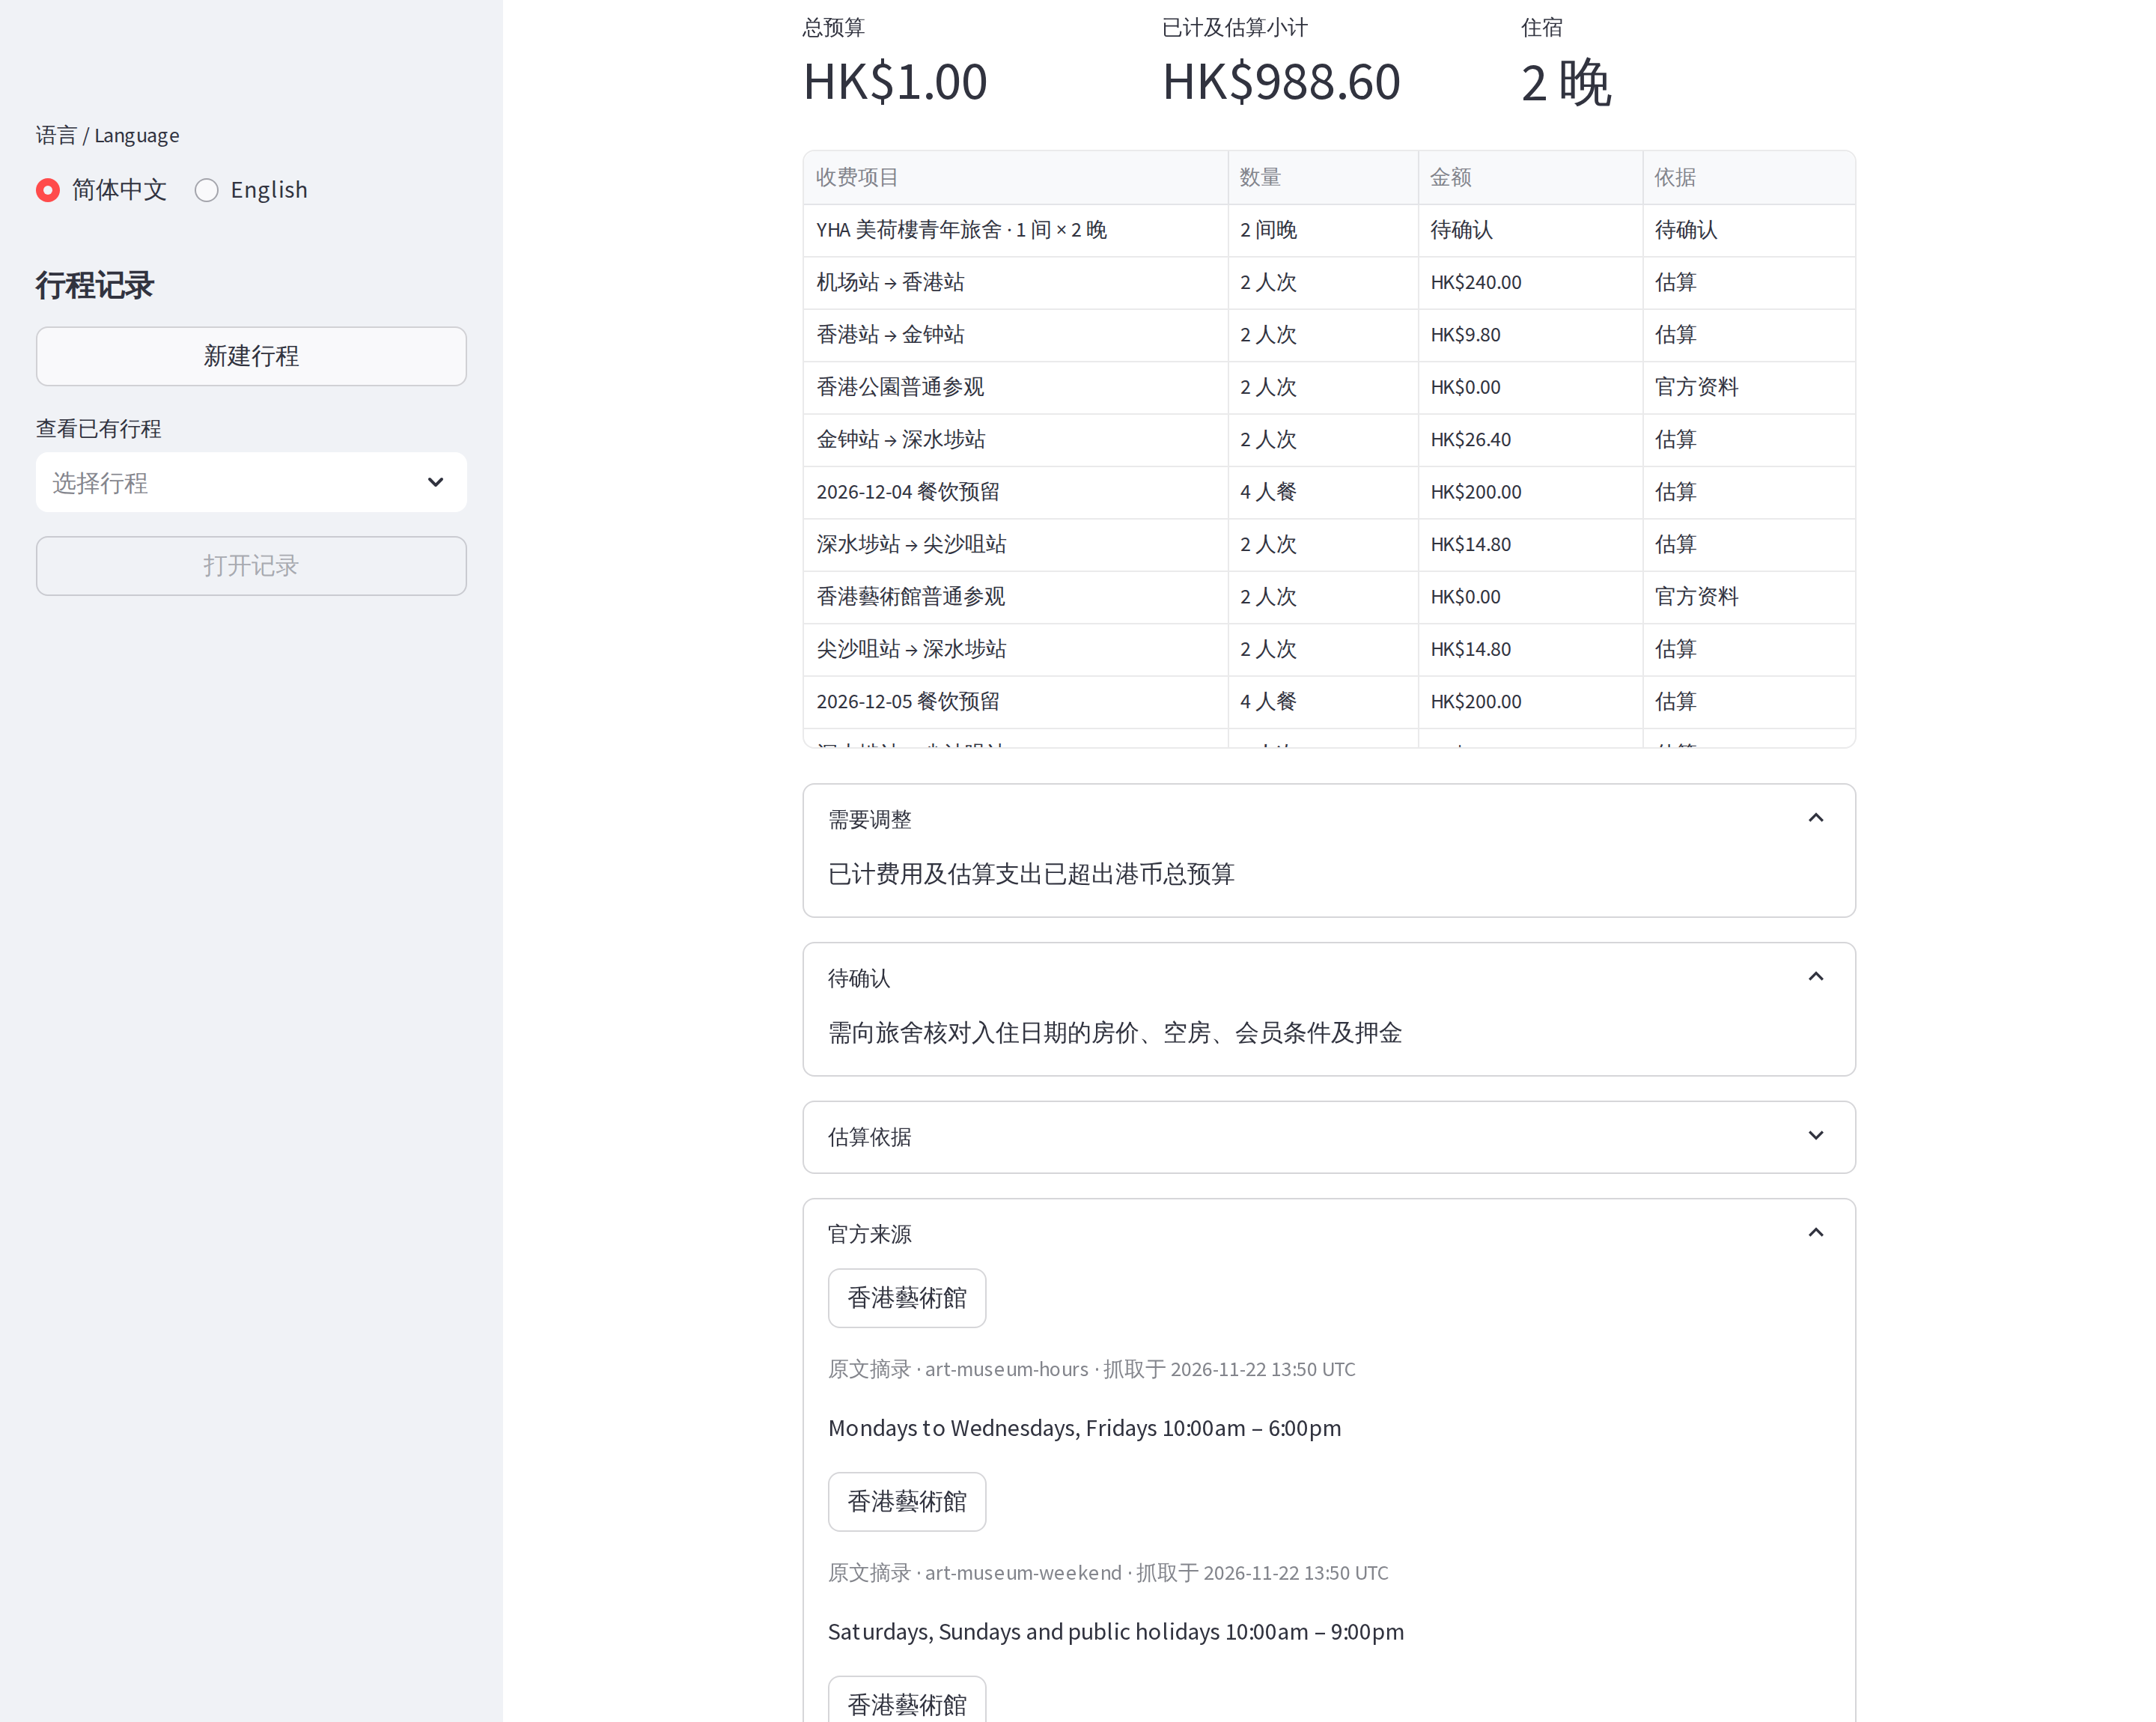 语言 / Language
简体中文
English
行程记录
新建行程
查看已有行程
选择行程
打开记录
总预算
HK$1.00
已计及估算小计
HK$988.60
住宿
2 晚
收费项目 数量 金额 依据
YHA 美荷樓青年旅舍 · 1 间 × 2 晚 2 间晚 待确认 待确认
机场站 → 香港站 2 人次 HK$240.00 估算
香港站 → 金钟站 2 人次 HK$9.80 估算
香港公園普通参观 2 人次 HK$0.00 官方资料
金钟站 → 深水埗站 2 人次 HK$26.40 估算
2026-12-04 餐饮预留 4 人餐 HK$200.00 估算
深水埗站 → 尖沙咀站 2 人次 HK$14.80 估算
香港藝術館普通参观 2 人次 HK$0.00 官方资料
尖沙咀站 → 深水埗站 2 人次 HK$14.80 估算
2026-12-05 餐饮预留 4 人餐 HK$200.00 估算
需要调整
已计费用及估算支出已超出港币总预算
待确认
需向旅舍核对入住日期的房价、空房、会员条件及押金
估算依据
官方来源
香港藝術館
原文摘录 · art-museum-hours · 抓取于 2026-11-22 13:50 UTC
Mondays to Wednesdays, Fridays 10:00am – 6:00pm
香港藝術館
原文摘录 · art-museum-weekend · 抓取于 2026-11-22 13:50 UTC
Saturdays, Sundays and public holidays 10:00am – 9:00pm
香港藝術館